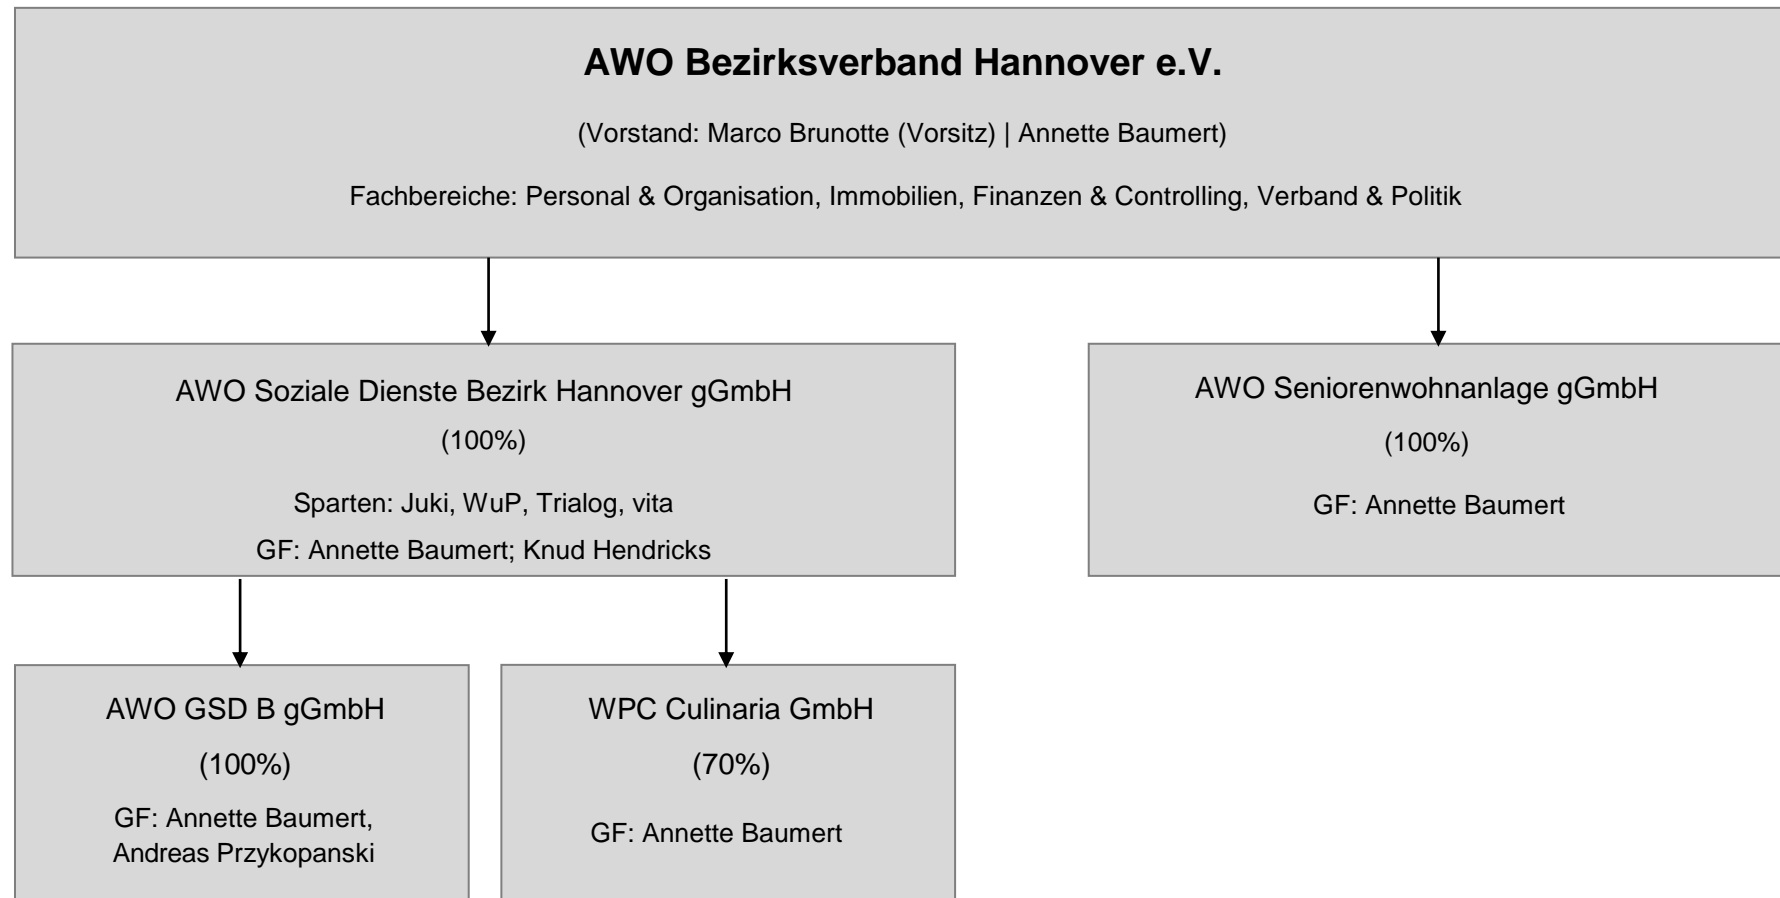 AWO Bezirksverband Hannover e.V.
(Vorstand: Marco Brunotte (Vorsitz) | Annette Baumert)
Fachbereiche: Personal & Organisation, Immobilien, Finanzen & Controlling, Verband & Politik
AWO Soziale Dienste Bezirk Hannover gGmbH
(100%)
Sparten: Juki, WuP, Trialog, vita
GF: Annette Baumert; Knud Hendricks
AWO Seniorenwohnanlage gGmbH
(100%)
GF: Annette Baumert
AWO GSD B gGmbH
(100%)
GF: Annette Baumert,
Andreas Przykopanski
WPC Culinaria GmbH
(70%)
GF: Annette Baumert